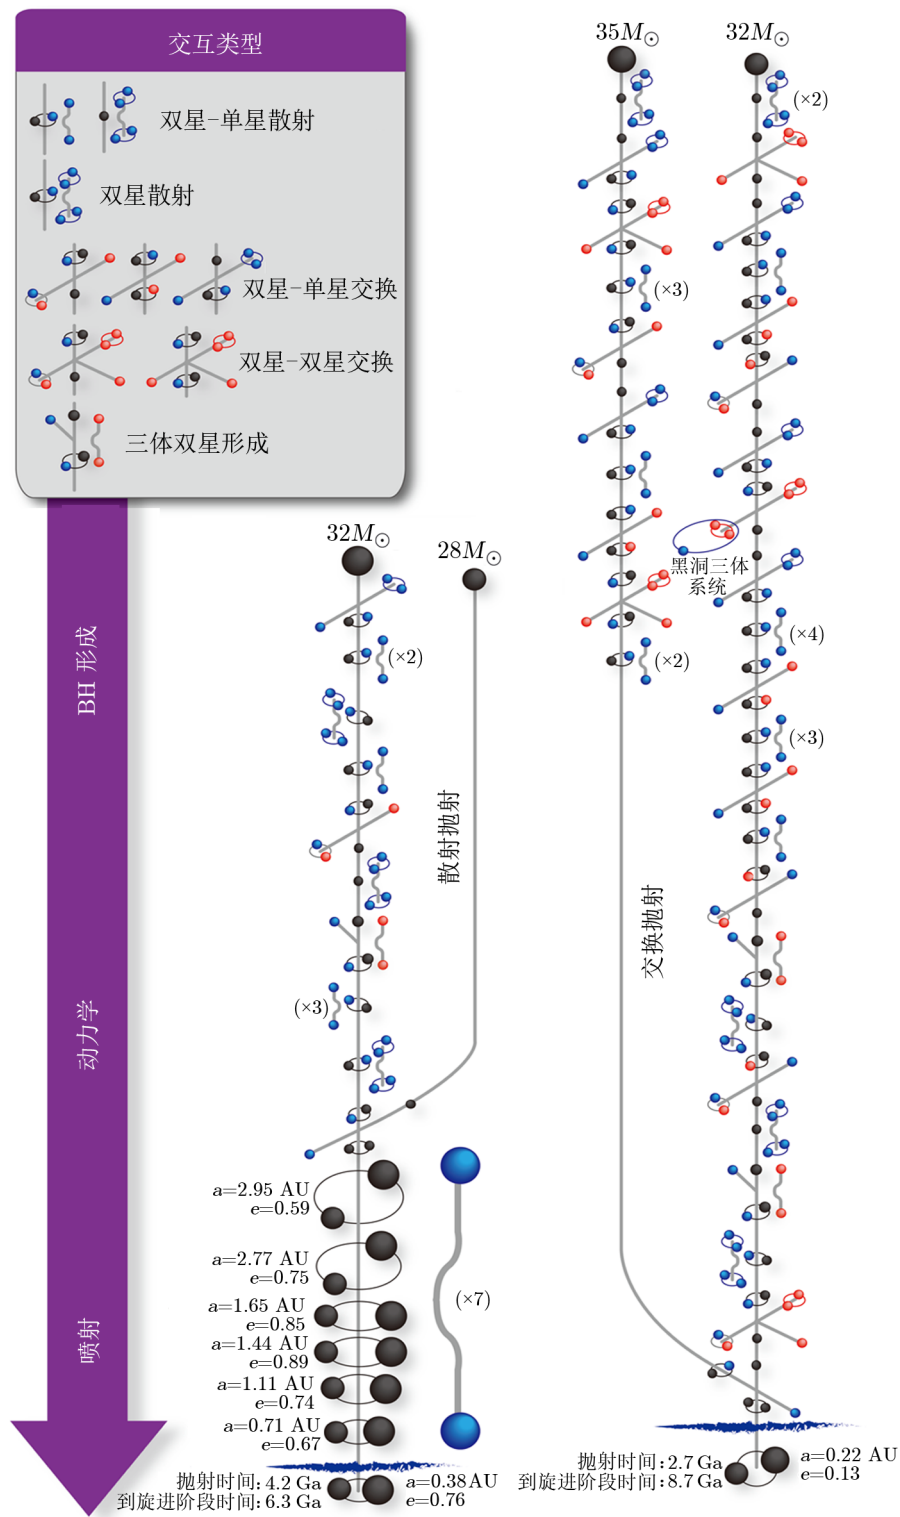 交互类型
双星-单星散射
双星散射
双星-单星交换
双星-双星交换
三体双星形成
BH 形成
动力学
喷射
32M⊙
28M⊙
(×2)
散射抛射
(×3)
a=2.95 AU
e=0.59
a=2.77 AU
e=0.75
a=1.65 AU
e=0.85
a=1.44 AU
e=0.89
a=1.11 AU
e=0.74
a=0.71 AU
e=0.67
(×7)
抛射时间: 4.2 Ga
到旋进阶段时间: 6.3 Ga
a=0.38AU
e=0.76
35M⊙
32M⊙
(×2)
(×3)
黑洞三体
系统
(×4)
(×2)
(×3)
交换抛射
抛射时间: 2.7 Ga
到旋进阶段时间: 8.7 Ga
a=0.22 AU
e=0.13